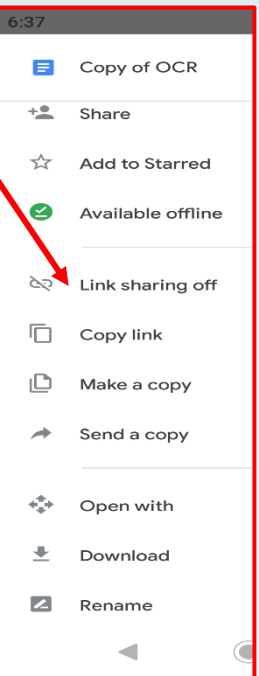 6:37
Copy of OCR
Share
Add to Starred
Available offline
Link sharing off
Copy link
Make a copy
Send a copy
Open with
Download
Rename